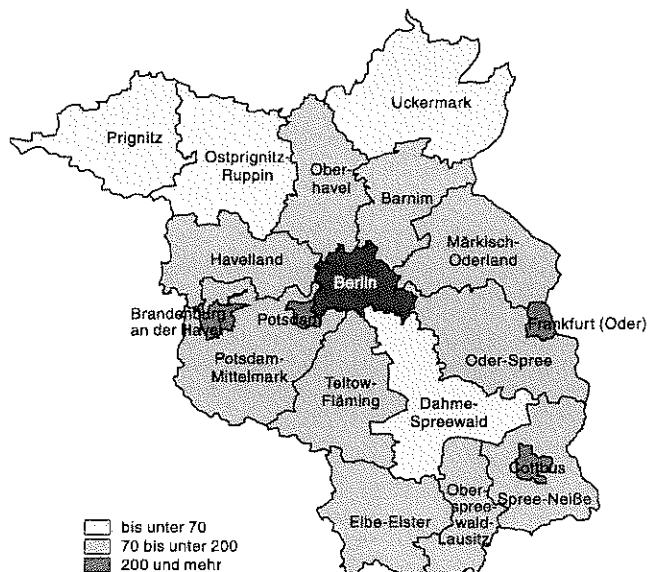 Uckermark
Prignitz
Ostprignitz-
Ruppin
Ober-
havel
Barnim
Märkisch-
Oderland
Havelland
Berlin
Brandenburg
an der Havel
Potsdam
Frankfurt (Oder)
Potsdam-
Mittelmark
Oder-Spree
Teltow-
Fläming
Dahme-
Spreewald
Cottbus
Spree-Neiße
Elbe-Elster
Ober-
spree-
wald-
Lausitz
bis unter 70
70 bis unter 200
200 und mehr